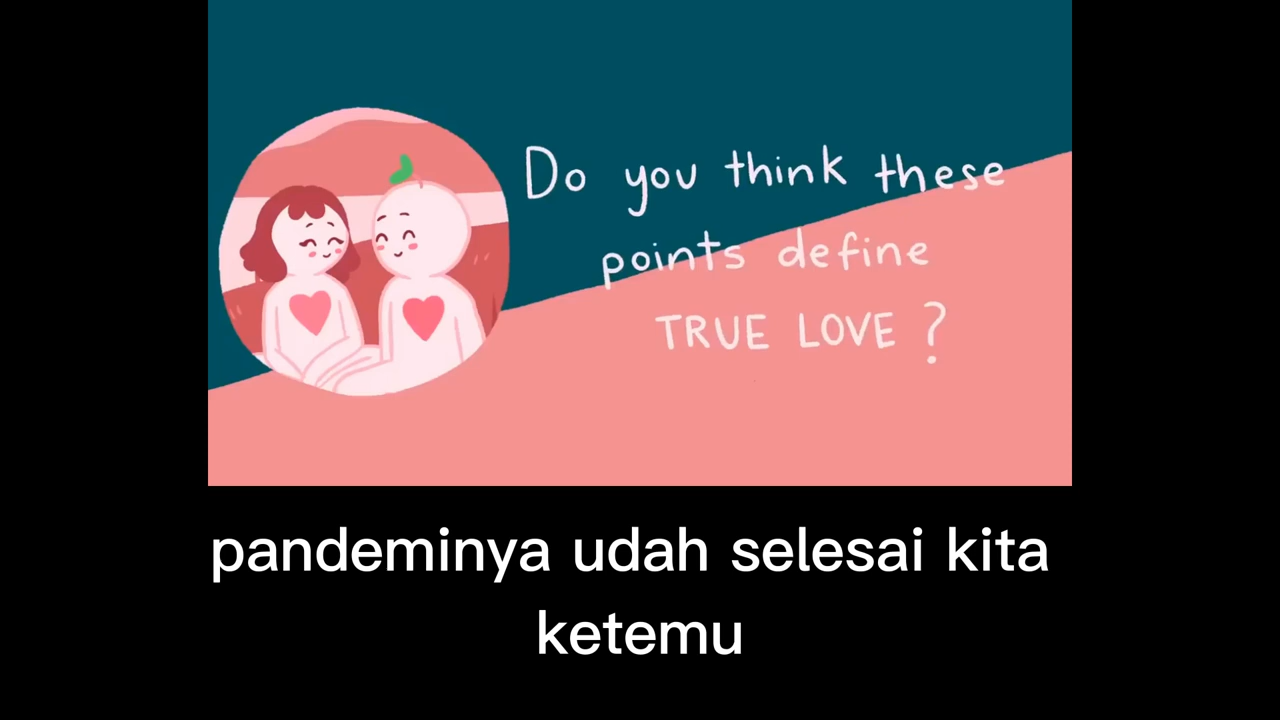 Do you think these
points define
TRUE LOVE ?
pandeminya udah selesai kita
ketemu